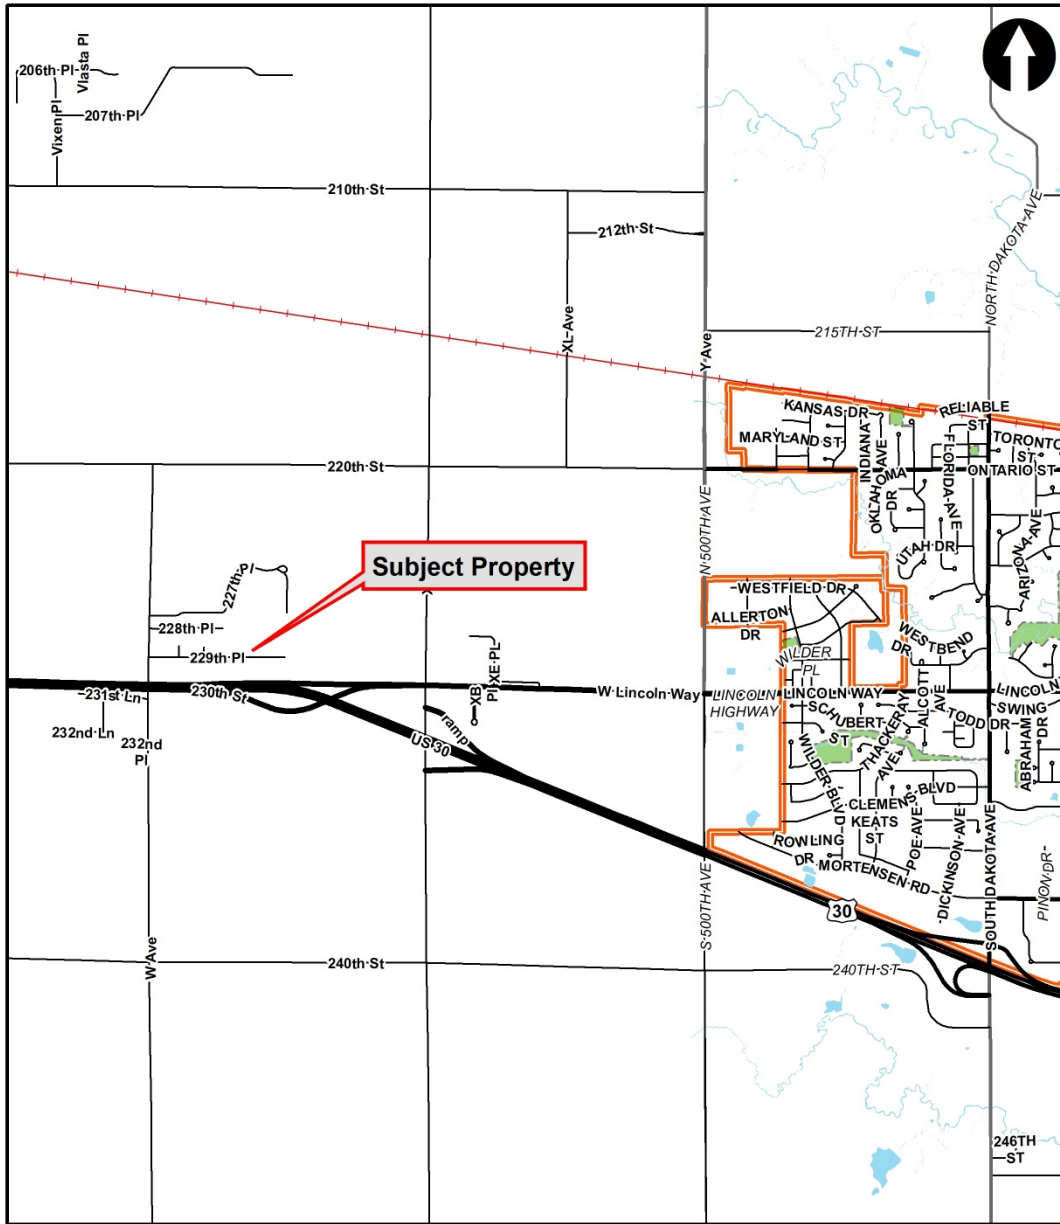 Vlasta Pl
206th Pl
207th Pl
Vixen Pl
210th St
212th St
NORTH DAKOTA AVE
XL Ave
Y Ave
215TH ST
KANSAS DR
RELIABLE
ST
MARYLAND ST
INDIANA
AVE
OKLAHOMA
DR
FLORIDA AVE
TORONTO
ST
ONTARIO ST
220th St
N 500TH AVE
UTAH DR
ARIZONA AVE
Subject Property
227th Pl
228th Pl
229th Pl
WESTFIELD DR
ALLERTON
DR
WILDER
PL
WESTBEND
DR
231st Ln
230th St
232nd Ln
232nd
Pl
XB
Pl
XE PL
ramp
US 30
W Lincoln Way
LINCOLN
HIGHWAY
LINCOLN WAY
LINCOLN
SWING
SCHUBERT
ST
THACKERAY
AVE
ALCOTT
AVE
TODD DR
ABRAHAM
DR
WILDER BLVD
CLEMENS BLVD
KEATS
ST
ROWLING
DR
MORTENSEN RD
POE AVE
DICKINSON AVE
SOUTH DAKOTA AVE
PINON DR
30
S 500TH AVE
W Ave
240th St
240TH ST
246TH
ST